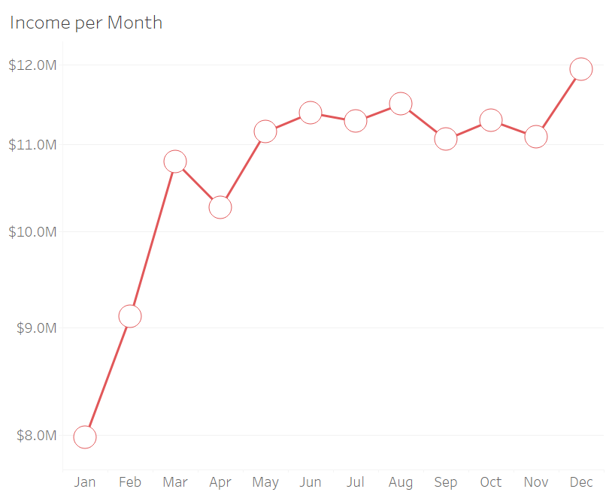 Income per Month
$12.0M
$11.0M
$10.0M
$9.0M
$8.0M
Jan Feb Mar Apr May Jun Jul Aug Sep Oct Nov Dec